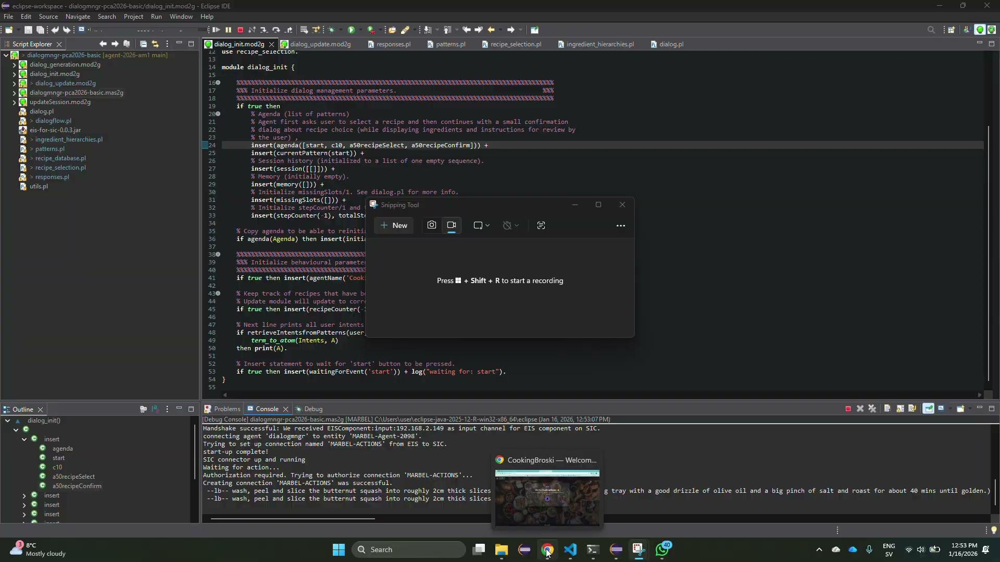 eclipse-workspace - dialogmngr-pca2026-basic/dialog_init.mod2g - Eclipse IDE
File Edit Source Navigate Search Project Run Window Help
Script Explorer
dialog_init.mod2g dialog_update.mod2g responses.pl patterns.pl recipe_selection.pl ingredient_hierarchies.pl dialog.pl
> dialogmngr-pca2026-basic [agent-2026-am1 main]
dialog_generation.mod2g
dialog_init.mod2g
> dialog_update.mod2g
dialogmngr-pca2026-basic.mas2g
updateSession.mod2g
dialog.pl
> dialogflow.pl
eis-for-sic-0.0.3.jar
> ingredient_hierarchies.pl
> patterns.pl
> recipe_database.pl
> recipe_selection.pl
> responses.pl
utils.pl
12 use recipe_selection.
13
14 module dialog_init {
15
16 %%%%%%%%%%%%%%%%%%%%%%%%%%%%%%%%%%%%%%%%%%%%%%%%%%%%%%%%%%%%%%%%%%%%%%%%%%%%%%%%%%%%%%%%%
17 %%% Initialize dialog management parameters. %%%
18 %%%%%%%%%%%%%%%%%%%%%%%%%%%%%%%%%%%%%%%%%%%%%%%%%%%%%%%%%%%%%%%%%%%%%%%%%%%%%%%%%%%%%%%%%
19 if true then
20 % Agenda (list of patterns)
21 % Agent first asks user to select a recipe and then continues with a small confirmation
22 % dialog about recipe choice (while displaying ingredients and instructions for review by
23 % the user) ,
24 insert(agenda([start, c10, a50recipeSelect, a50recipeConfirm])) +
25 insert(currentPattern(start)) +
26 % Session history (initialized to a list of one empty sequence).
27 insert(session([[]])) +
28 % Memory (initially empty).
29 insert(memory([])) +
30 % Initialize missingSlots/1. See dialog.pl for more info.
31 insert(missingSlots([])) +
32 % Initialize stepCounter/1 and
33 insert(stepCounter(-1), totalSte
34
35 % Copy agenda to be able to reiniti
36 if agenda(Agenda) then insert(initia
37
38 %%%%%%%%%%%%%%%%%%%%%%%%%%%%%%%%%%%
39 %%% Initialize behavioural paramete
40 %%%%%%%%%%%%%%%%%%%%%%%%%%%%%%%%%%%
41 if true then insert(agentName('Cook
42
43 % Keep track of recipes that have b
44 % Update module will update to corr
45 if true then insert(recipeCounter(-1
46
47 % Next line prints all user intents
48 if retrieveIntentsfromPatterns(user,
49 term_to_atom(Intents, A)
50 then print(A).
51
52 % Insert statement to wait for 'start' button to be pressed.
53 if true then insert(waitingForEvent('start')) + log("waiting for: start").
54 }
55
Snipping Tool
New
Press + Shift + R to start a recording
Outline
dialog_init()
insert
agenda
start
c10
a50recipeSelect
a50recipeConfirm
insert
insert
insert
Problems Console Debug
[Debug Console] dialogmngr-pca2026-basic.mas2g [MARBEL] C:\Users\user\eclipse-java-2025-12-R-win32-x86_64\eclipse (Jan 16, 2026, 12:53:07 PM)
Handshake successful: We received EISComponent:input:192.168.2.149 as input channel for EIS component on SIC.
connecting agent 'dialogmngr' to entity 'MARBEL-Agent-2098'.
Trying to set up connection named 'MARBEL-ACTIONS' from EIS to SIC.
start-up complete!
SIC connector up and running
Waiting for action...
Authorization required. Trying to authorize connection 'MARBEL-ACTIONS'...
Creating connection 'MARBEL-ACTIONS' was successful.
--lb-- wash, peel and slice the butternut squash into roughly 2cm thick slices g tray with a good drizzle of olive oil and a big pinch of salt and roast for about 40 mins until golden.)
--lb-- wash, peel and slice the butternut squash into roughly 2cm thick slices
CookingBroski — Welcom...
3
8°C
Mostly cloudy
Search
40
ENG
SV
12:53 PM
1/16/2026